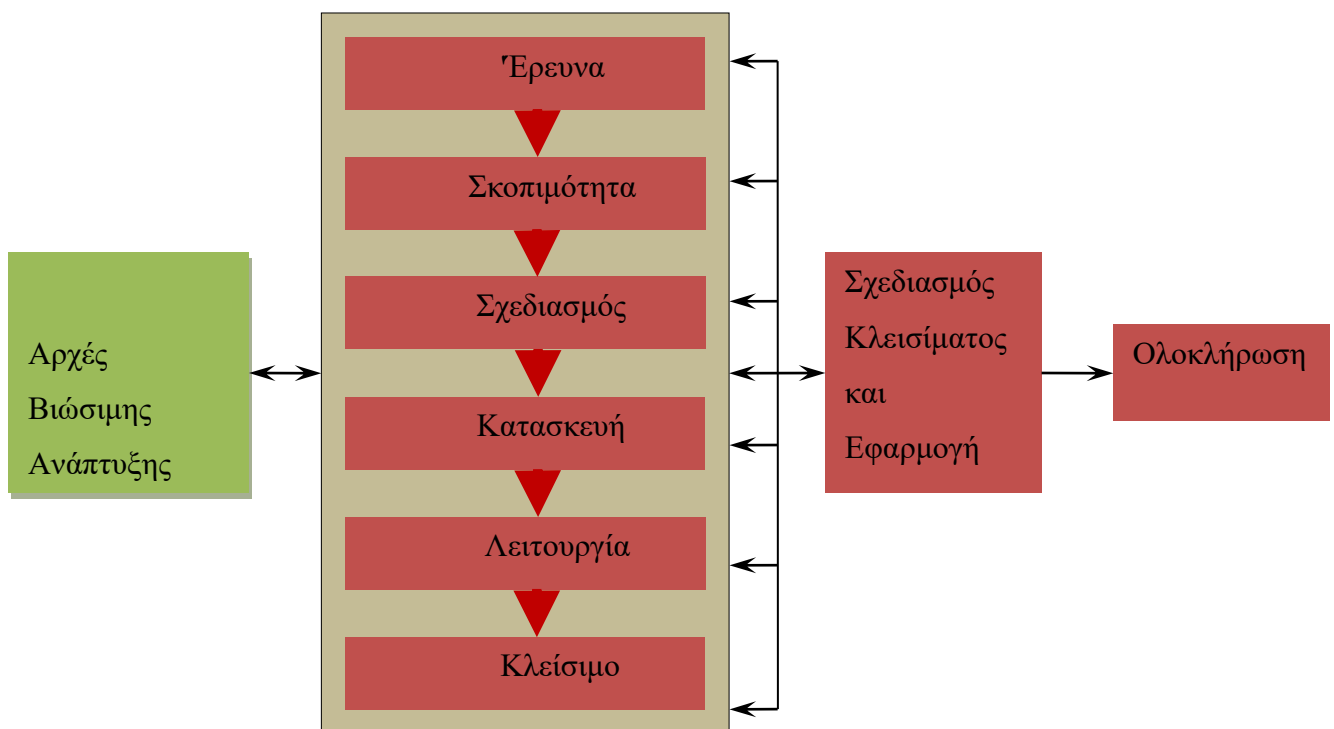 Έρευνα
Σκοπιμότητα
Σχεδιασμός
Κατασκευή
Λειτουργία
Κλείσιμο
Αρχές
Βιώσιμης
Ανάπτυξης
Σχεδιασμός
Κλεισίματος
και
Εφαρμογή
Ολοκλήρωση